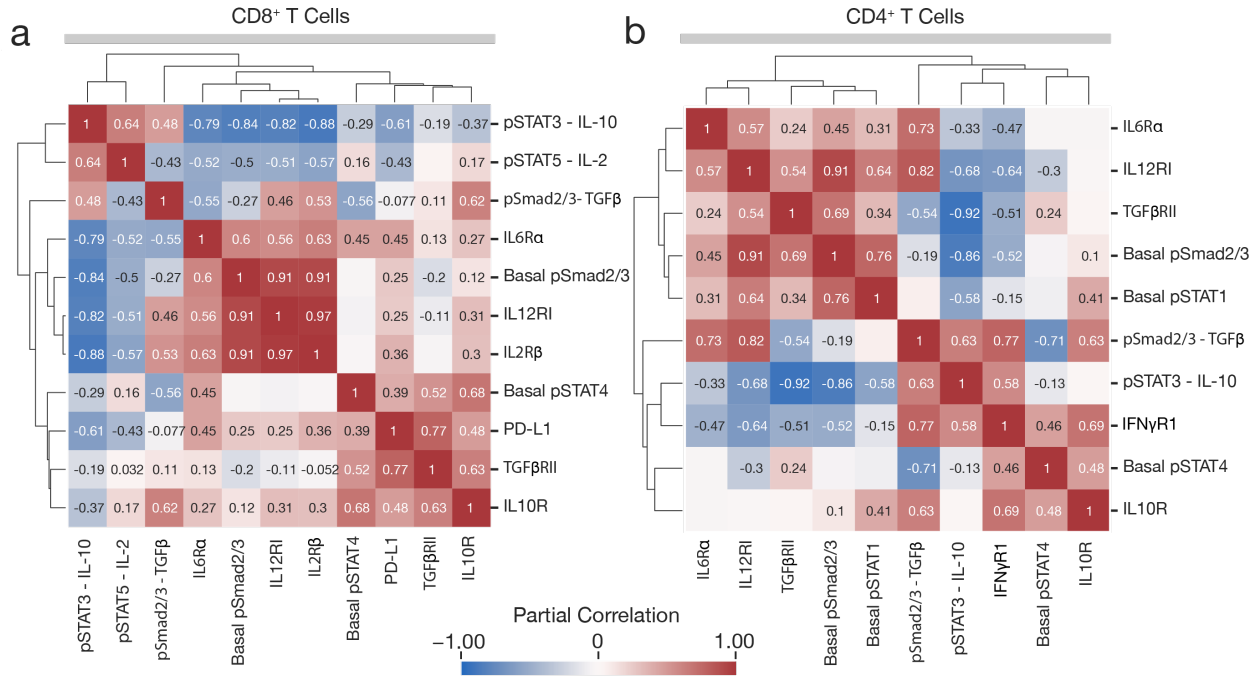 a
CD8⁺ T Cells
1 0.64 0.48 -0.79 -0.84 -0.82 -0.88 -0.29 -0.61 -0.19 -0.37 pSTAT3 - IL-10
0.64 1 -0.43 -0.52 -0.5 -0.51 -0.57 0.16 -0.43 0.17 pSTAT5 - IL-2
0.48 -0.43 1 -0.55 -0.27 0.46 0.53 -0.56 -0.077 0.11 0.62 pSmad2/3- TGFβ
-0.79 -0.52 -0.55 1 0.6 0.56 0.63 0.45 0.45 0.13 0.27 IL6Rα
-0.84 -0.5 -0.27 0.6 1 0.91 0.91 0.25 -0.2 0.12 Basal pSmad2/3
-0.82 -0.51 0.46 0.56 0.91 1 0.97 0.25 -0.11 0.31 IL12RI
-0.88 -0.57 0.53 0.63 0.91 0.97 1 0.36 0.3 IL2Rβ
-0.29 0.16 -0.56 0.45 1 0.39 0.52 0.68 Basal pSTAT4
-0.61 -0.43 -0.077 0.45 0.25 0.25 0.36 0.39 1 0.77 0.48 PD-L1
-0.19 0.032 0.11 0.13 -0.2 -0.11 -0.052 0.52 0.77 1 0.63 TGFβRII
-0.37 0.17 0.62 0.27 0.12 0.31 0.3 0.68 0.48 0.63 1 IL10R
pSTAT3 - IL-10
pSTAT5 - IL-2
pSmad2/3 - TGFβ
IL6Rα
Basal pSmad2/3
IL12RI
IL2Rβ
Basal pSTAT4
PD-L1
TGFβRII
IL10R
b
CD4⁺ T Cells
1 0.57 0.24 0.45 0.31 0.73 -0.33 -0.47 IL6Rα
0.57 1 0.54 0.91 0.64 0.82 -0.68 -0.64 -0.3 IL12RI
0.24 0.54 1 0.69 0.34 -0.54 -0.92 -0.51 0.24 TGFβRII
0.45 0.91 0.69 1 0.76 -0.19 -0.86 -0.52 0.1 Basal pSmad2/3
0.31 0.64 0.34 0.76 1 -0.58 -0.15 0.41 Basal pSTAT1
0.73 0.82 -0.54 -0.19 1 0.63 0.77 -0.71 0.63 pSmad2/3 - TGFβ
-0.33 -0.68 -0.92 -0.86 -0.58 0.63 1 0.58 -0.13 pSTAT3 - IL-10
-0.47 -0.64 -0.51 -0.52 -0.15 0.77 0.58 1 0.46 0.69 IFNγR1
-0.3 0.24 -0.71 -0.13 0.46 1 0.48 Basal pSTAT4
0.1 0.41 0.63 0.69 0.48 1 IL10R
IL6Rα
IL12RI
TGFβRII
Basal pSmad2/3
Basal pSTAT1
pSmad2/3 - TGFβ
pSTAT3 - IL-10
IFNγR1
Basal pSTAT4
IL10R
Partial Correlation
−1.00 0 1.00